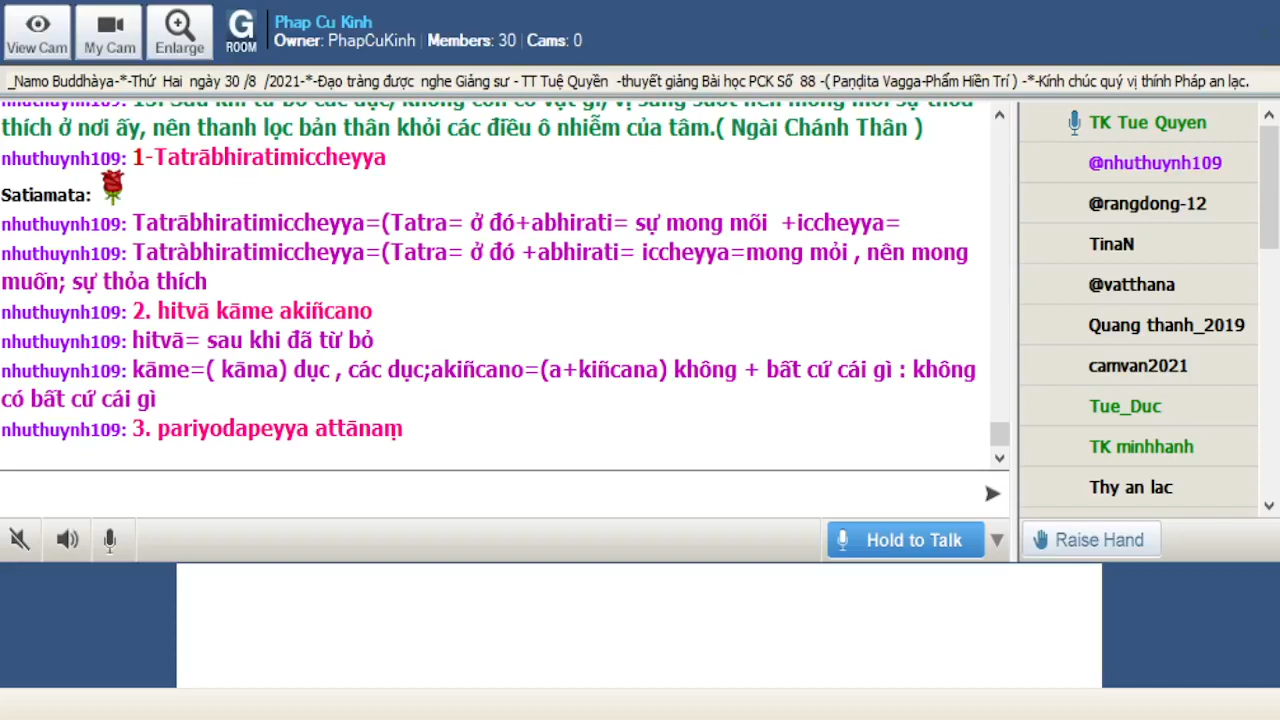 View Cam
My Cam
Enlarge
G
ROOM
Phap Cu Kinh
Owner: PhapCuKinh Members: 30 Cams: 0
_Namo Buddhàya-*-Thứ Hai ngày 30 /8 /2021-*-Đạo tràng được nghe Giảng sư - TT Tuệ Quyền -thuyết giảng Bài học PCK Số 88 -( Paṇḍita Vagga-Phẩm Hiền Trí ) -*-Kính chúc quý vị thính Pháp an lạc.
thích ở nơi ấy, nên thanh lọc bản thân khỏi các điều ô nhiễm của tâm.( Ngài Chánh Thân )
nhuthuynh109: 1-Tatrābhiratimiccheyya
Satiamata:
nhuthuynh109: Tatrābhiratimiccheyya=(Tatra= ở đó+abhirati= sự mong mõi +iccheyya=
nhuthuynh109: Tatràbhiratimiccheyya=(Tatra= ở đó +abhirati= iccheyya=mong mỏi , nên mong
muốn; sự thỏa thích
nhuthuynh109: 2. hitvā kāme akiñcano
nhuthuynh109: hitvā= sau khi đã từ bỏ
nhuthuynh109: kāme=( kāma) dục , các dục;akiñcano=(a+kiñcana) không + bất cứ cái gì : không
có bất cứ cái gì
nhuthuynh109: 3. pariyodapeyya attānaṃ
TK Tue Quyen
@nhuthuynh109
@rangdong-12
TinaN
@vatthana
Quang thanh_2019
camvan2021
Tue_Duc
TK minhhanh
Thy an lac
Hold to Talk
Raise Hand